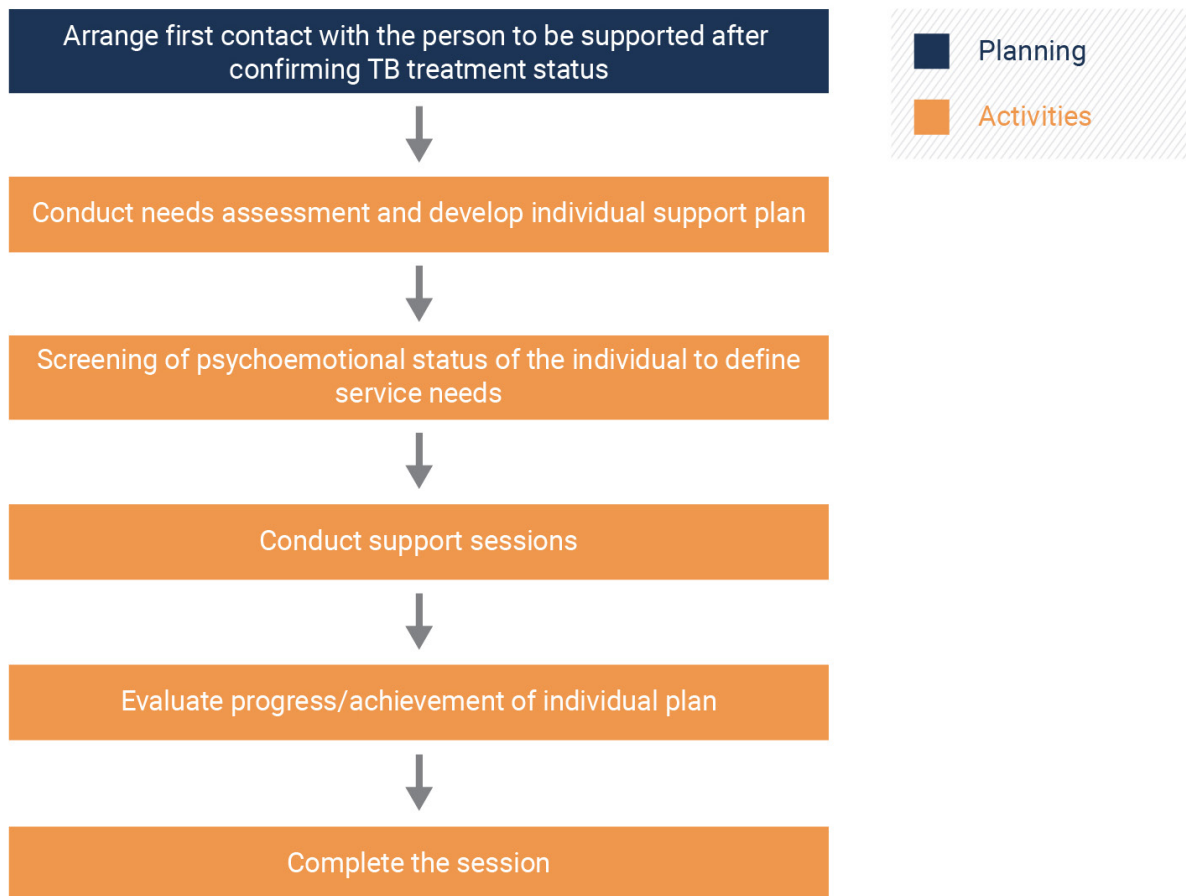 Arrange first contact with the person to be supported after
confirming TB treatment status
Planning
Activities
Conduct needs assessment and develop individual support plan
Screening of psychoemotional status of the individual to define
service needs
Conduct support sessions
Evaluate progress/achievement of individual plan
Complete the session